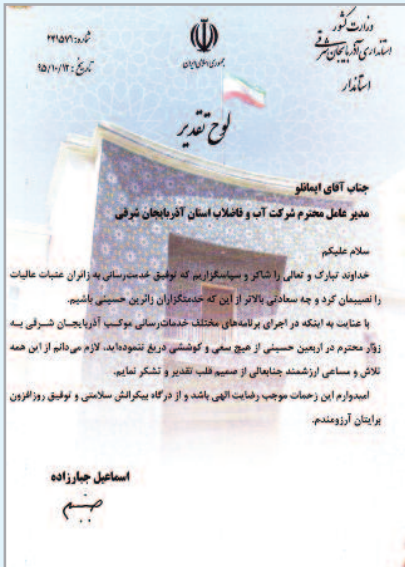 وزارت کشور
استانداری آذربایجان شرقی
استاندار
جمهوری اسلامی ایران
شماره: ۲۴۱۵۷۱
تاریخ: ۹۵/۱۰/۱۲
لوح تقدیر
جناب آقای ایمانلو
مدیر عامل محترم شرکت آب و فاضلاب استان آذربایجان شرقی
سلام علیکم
خداوند تبارک و تعالی را شاکر و سپاسگزاریم که توفیق خدمت‌رسانی به زائران عتبات عالیات
را نصیبمان کرد و چه سعادتی بالاتر از این که خدمتگزاران زائرین حسینی باشیم.
با عنایت به اینکه در اجرای برنامه‌های مختلف خدمات‌رسانی موکب آذربایجان شرقی به
زوّار محترم در اربعین حسینی از هیچ سعی و کوششی دریغ ننموده‌اید، لازم می‌دانم از این همه
تلاش و مساعی ارزشمند جنابعالی از صمیم قلب تقدیر و تشکر نمایم.
امیدوارم این زحمات موجب رضایت الهی باشد و از درگاه بیکرانش سلامتی و توفیق روزافزون
برایتان آرزومندم.
اسماعیل جبارزاده